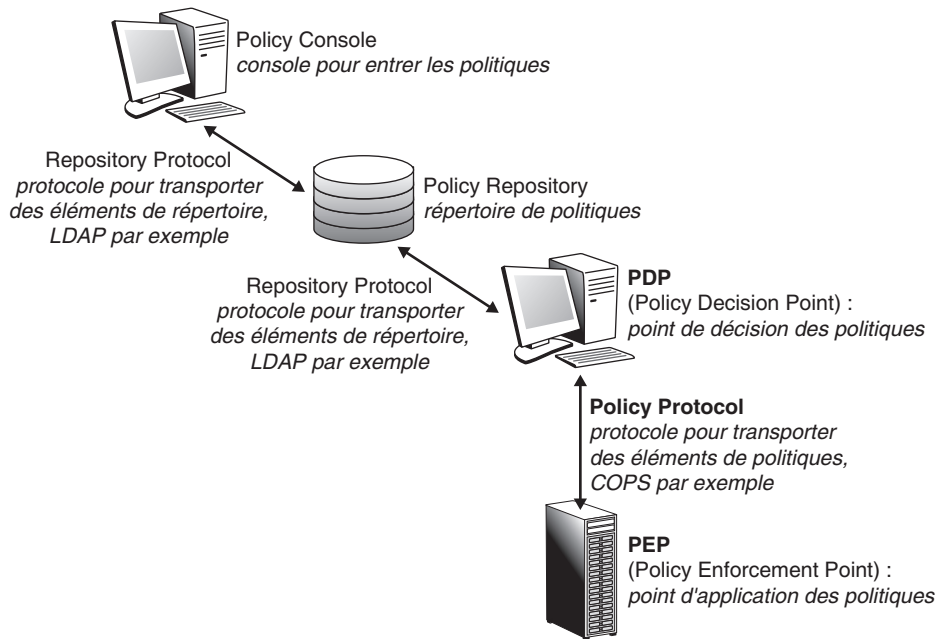 Policy Console
console pour entrer les politiques
Repository Protocol
protocole pour transporter
des éléments de répertoire,
LDAP par exemple
Policy Repository
répertoire de politiques
Repository Protocol
protocole pour transporter
des éléments de répertoire,
LDAP par exemple
PDP
(Policy Decision Point) :
point de décision des politiques
Policy Protocol
protocole pour transporter
des éléments de politiques,
COPS par exemple
PEP
(Policy Enforcement Point) :
point d'application des politiques